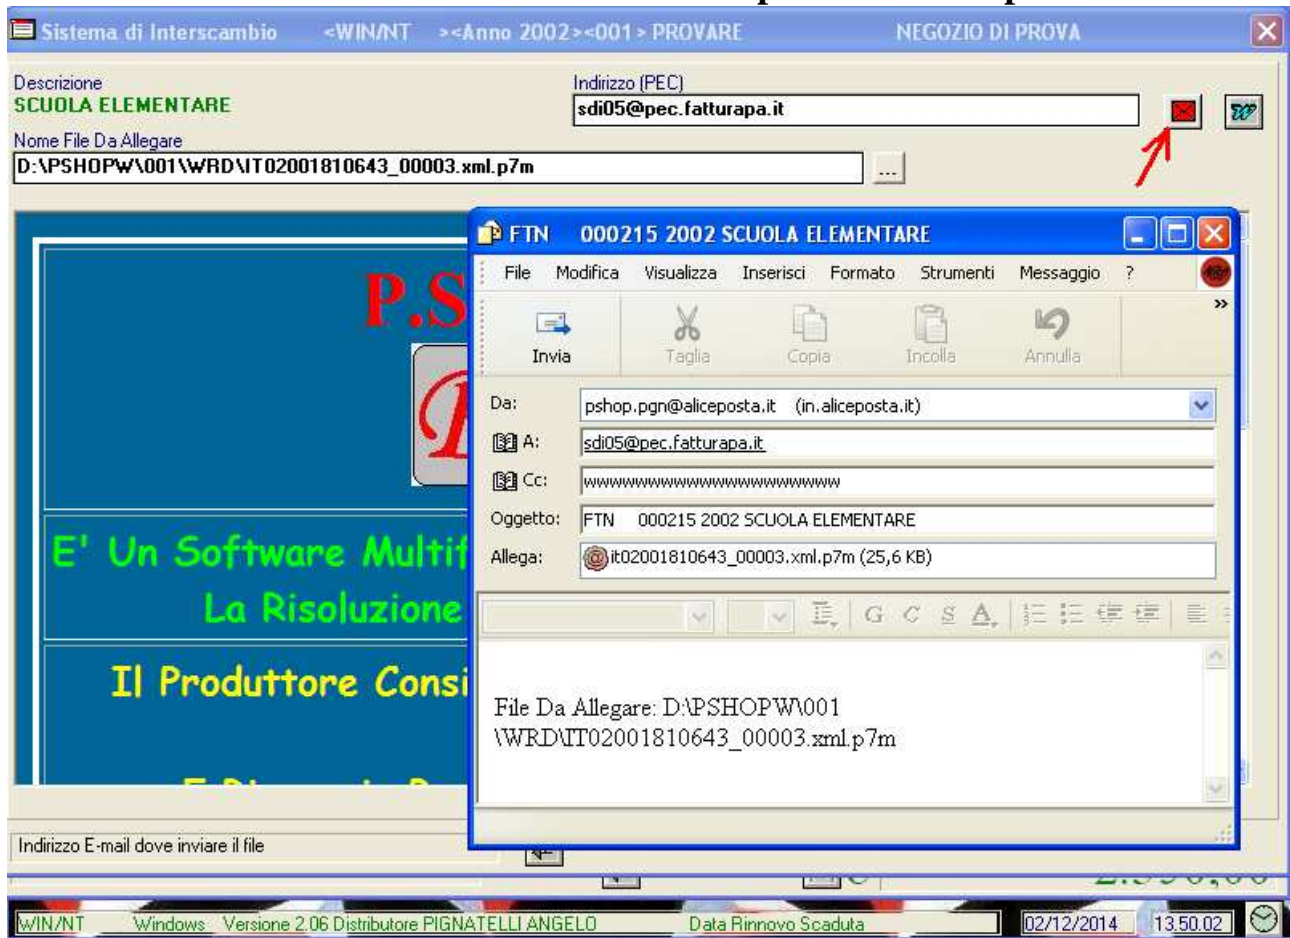 Sistema di Interscambio <WIN/NT ><Anno 2002><001> PROVARE NEGOZIO DI PROVA
Descrizione
Indirizzo (PEC)
SCUOLA ELEMENTARE
sdi05@pec.fatturapa.it
Nome File Da Allegare
D:\PSHOPW\001\WRD\IT02001810643_00003.xml.p7m
...
P.S
E' Un Software Multif
La Risoluzione
Il Produttore Consi
FTN 000215 2002 SCUOLA ELEMENTARE
File Modifica Visualizza Inserisci Formato Strumenti Messaggio ?
Invia Taglia Copia Incolla Annulla
Da: pshop.pgn@aliceposta.it (in.aliceposta.it)
A: sdi05@pec.fatturapa.it
Cc: wwwwwwwwwwwwwwwwwwww
Oggetto: FTN 000215 2002 SCUOLA ELEMENTARE
Allega: it02001810643_00003.xml.p7m (25,6 KB)
G C S A
File Da Allegare: D:\PSHOPW\001
\WRD\IT02001810643_00003.xml.p7m
Indirizzo E-mail dove inviare il file
WIN/NT Windows Versione 2.06 Distributore PIGNATELLI ANGELO Data Rinnovo Scaduta 02/12/2014 13.50.02